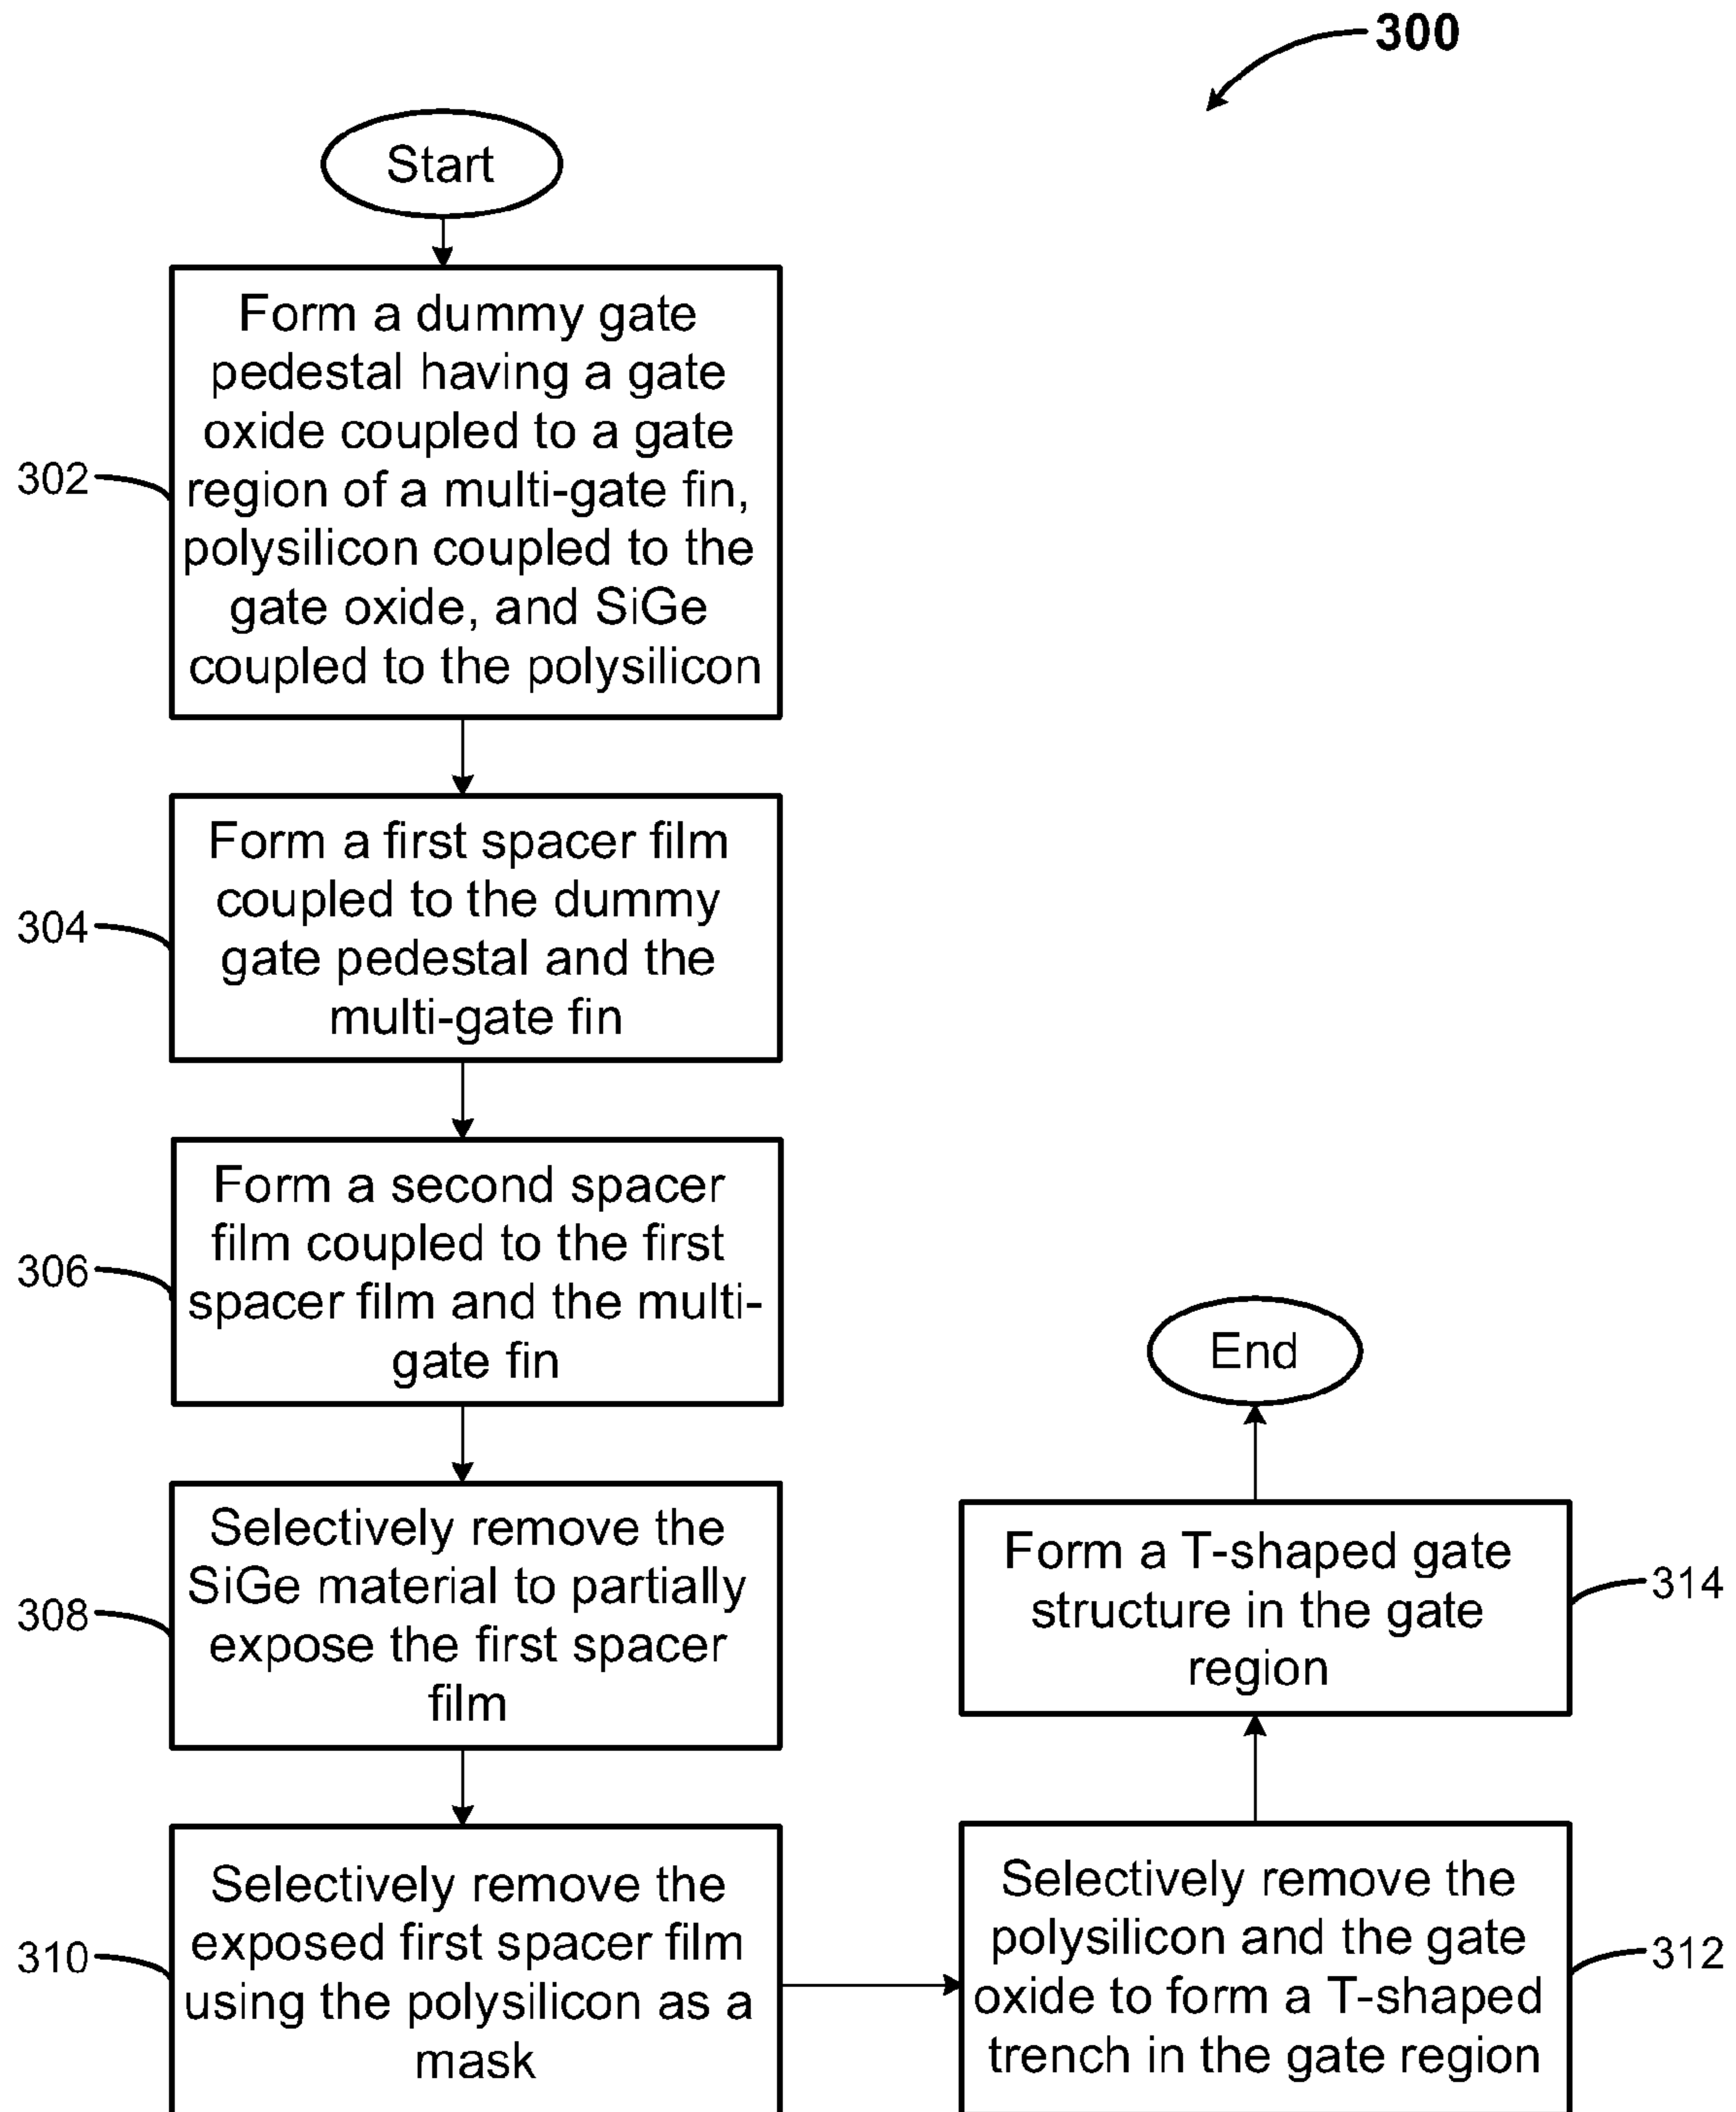 300
Start
302
Form a dummy gate
pedestal having a gate
oxide coupled to a gate
region of a multi-gate fin,
polysilicon coupled to the
gate oxide, and SiGe
coupled to the polysilicon
304
Form a first spacer film
coupled to the dummy
gate pedestal and the
multi-gate fin
306
Form a second spacer
film coupled to the first
spacer film and the multi-
gate fin
308
Selectively remove the
SiGe material to partially
expose the first spacer
film
310
Selectively remove the
exposed first spacer film
using the polysilicon as a
mask
312
Selectively remove the
polysilicon and the gate
oxide to form a T-shaped
trench in the gate region
314
Form a T-shaped gate
structure in the gate
region
End